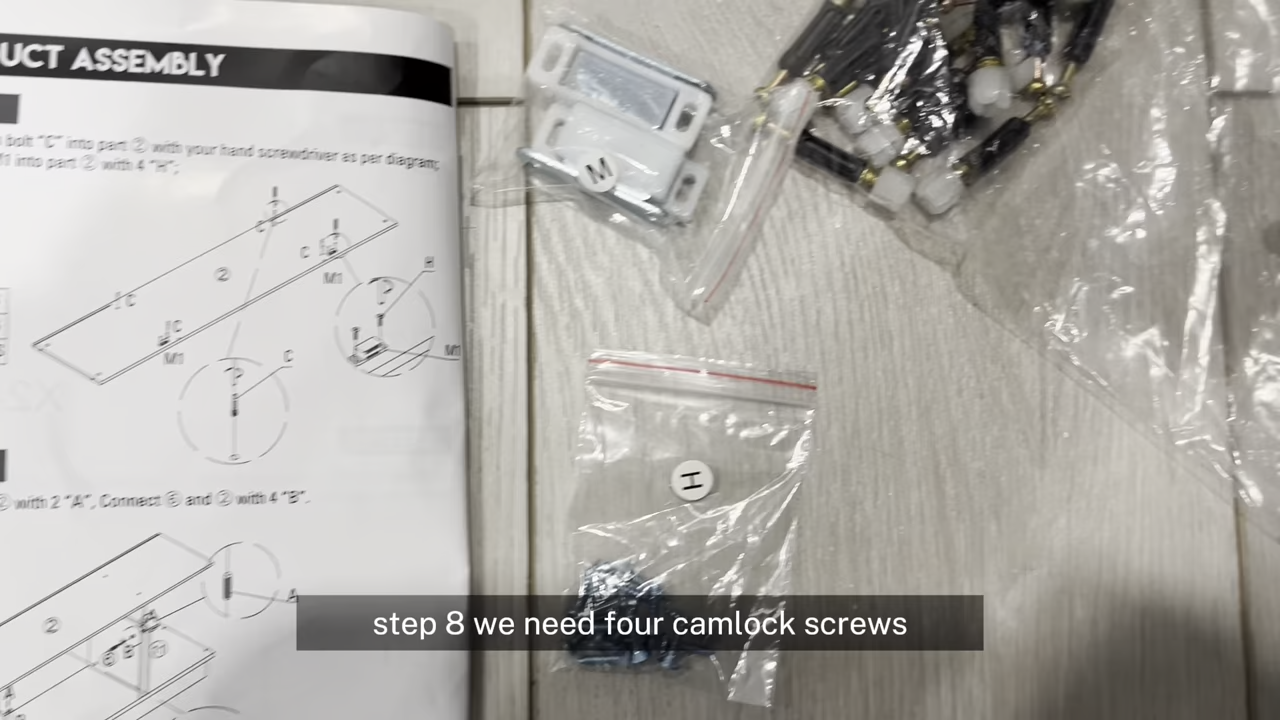 UCT ASSEMBLY
bolt "C" into part ② with your hand screwdriver as per diagram;
M1 into part ② with 4 "H";
C
C
②
M1
H
C
C
M1
M1
C
② with 2 "A", Connect ⑥ and ② with 4 "B".
②
A
⑥
B
A
M
H
step 8 we need four camlock screws